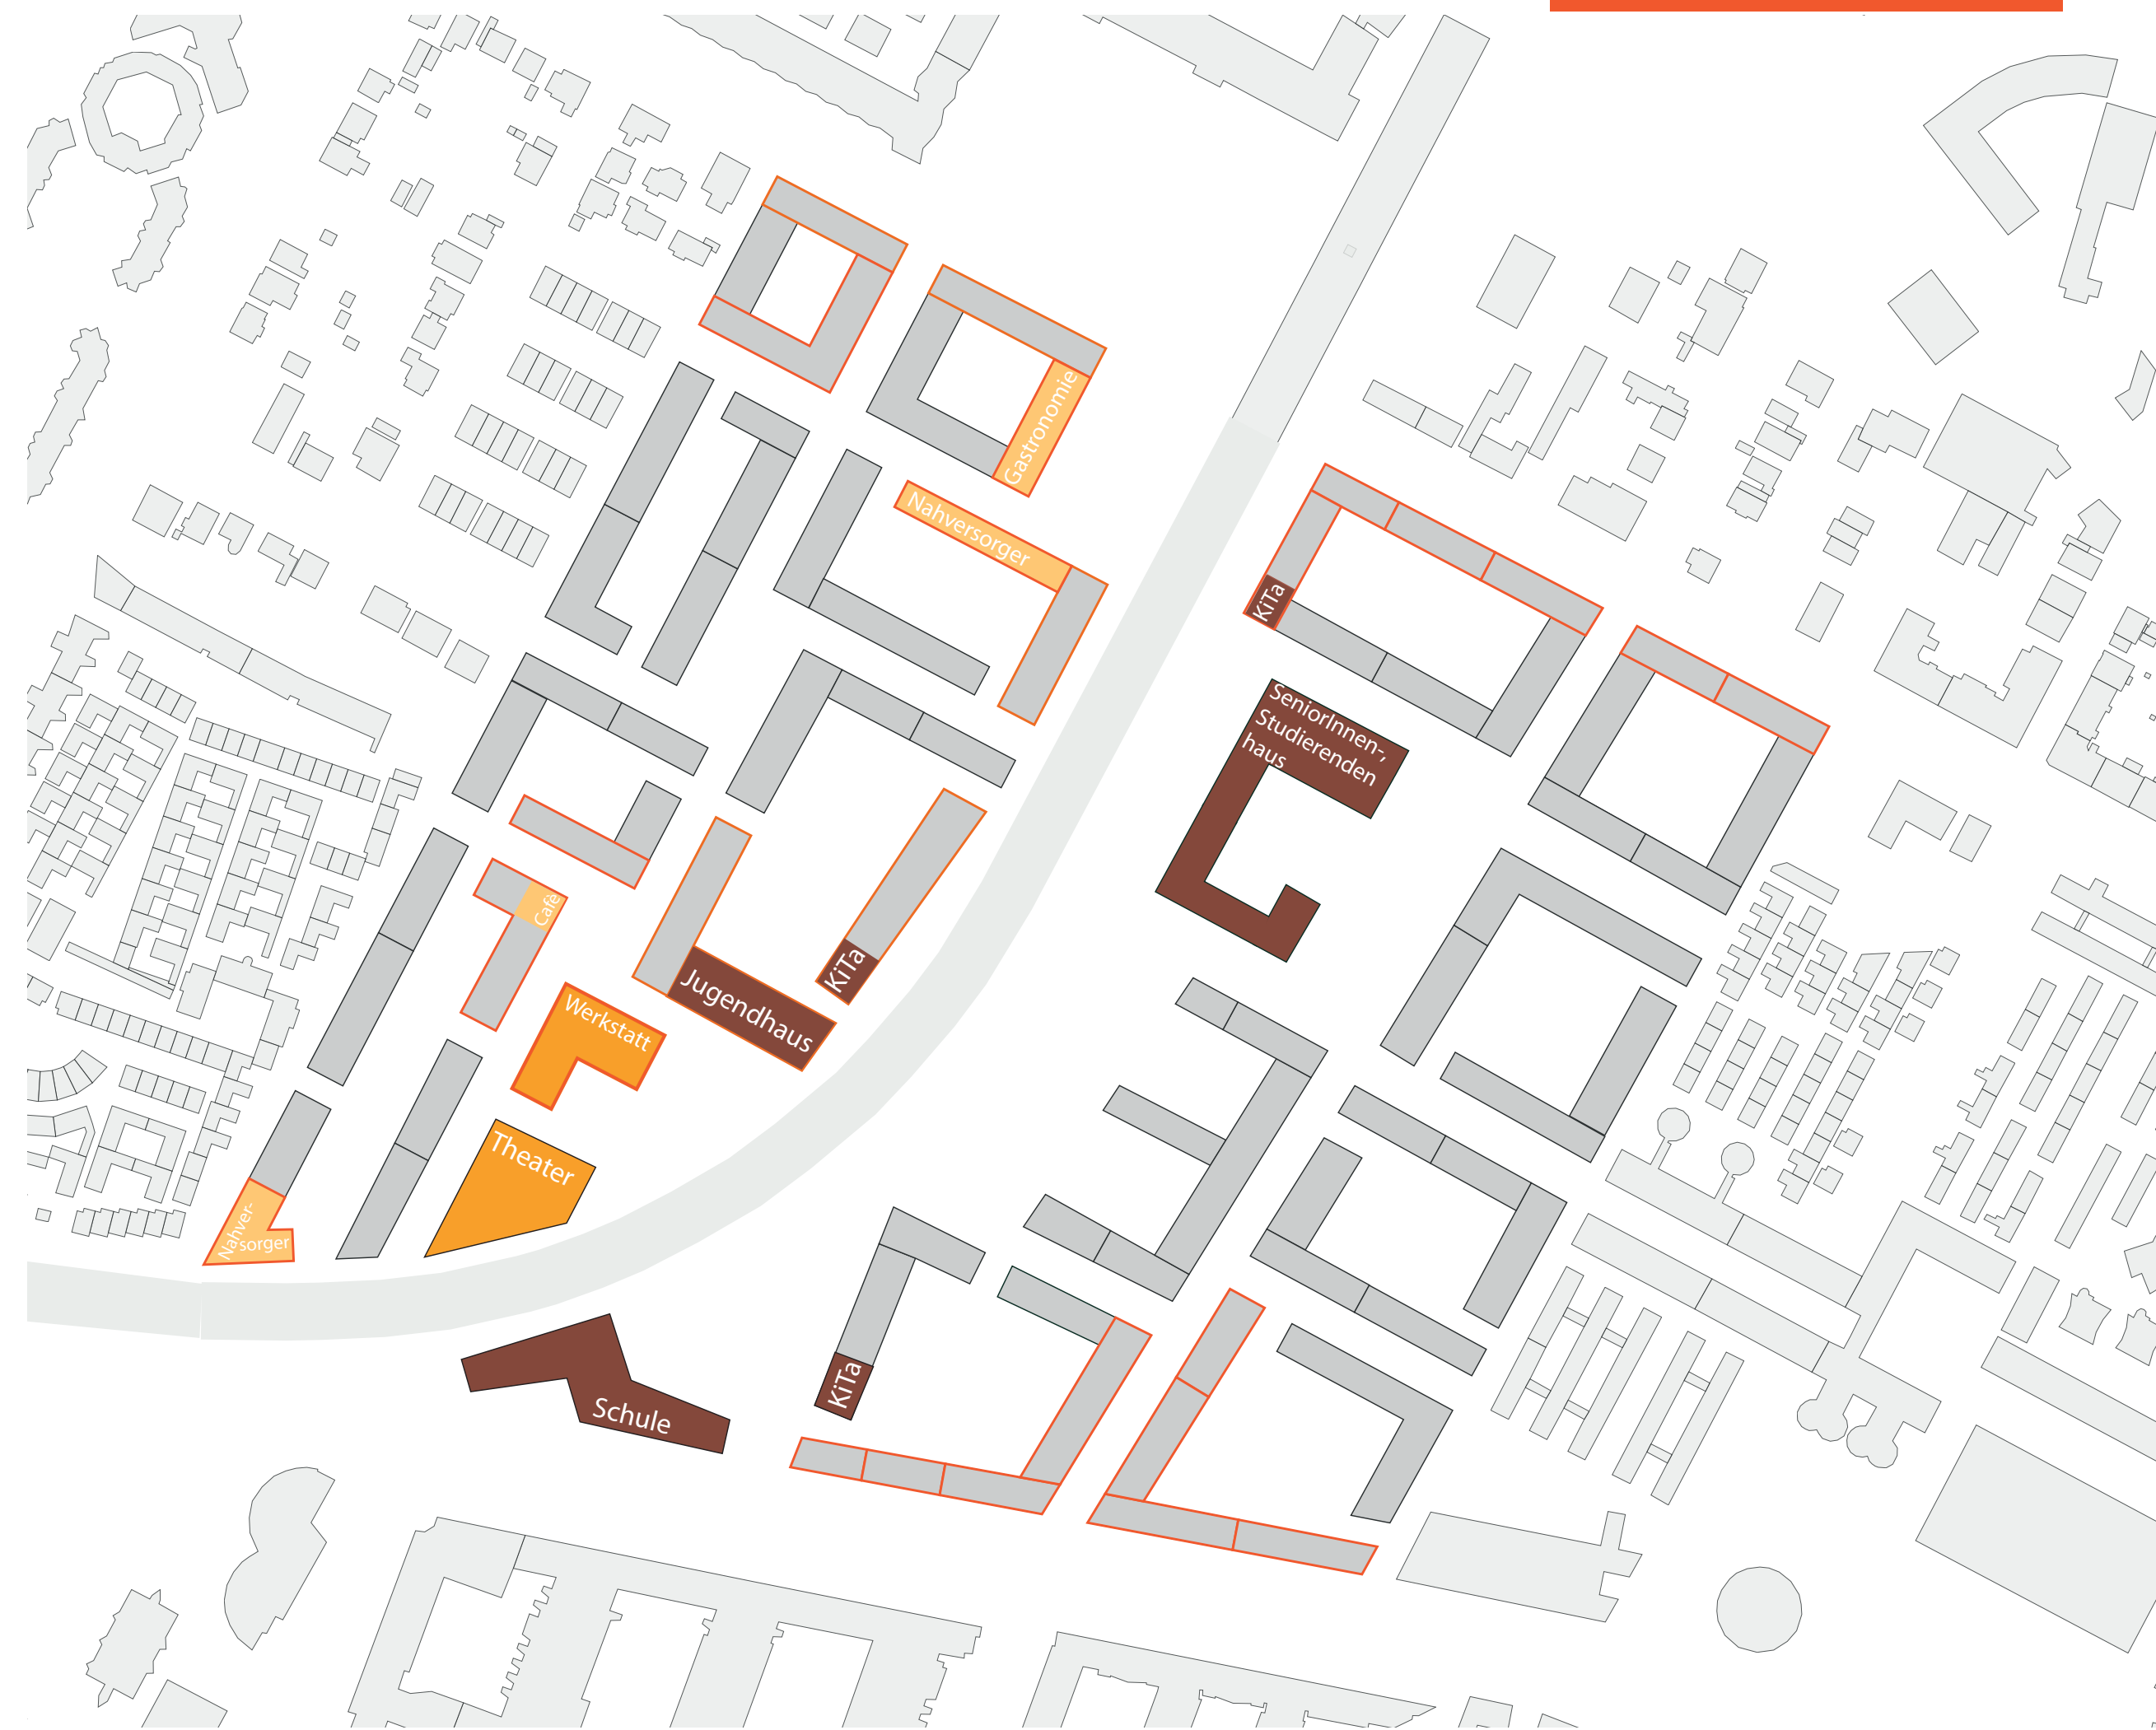 Gastronomie
Nahversorger
KiTa
SeniorInnen-,
Studierenden
haus
Café
KiTa
Jugendhaus
Werkstatt
Theater
Nahver-
sorger
KiTa
Schule